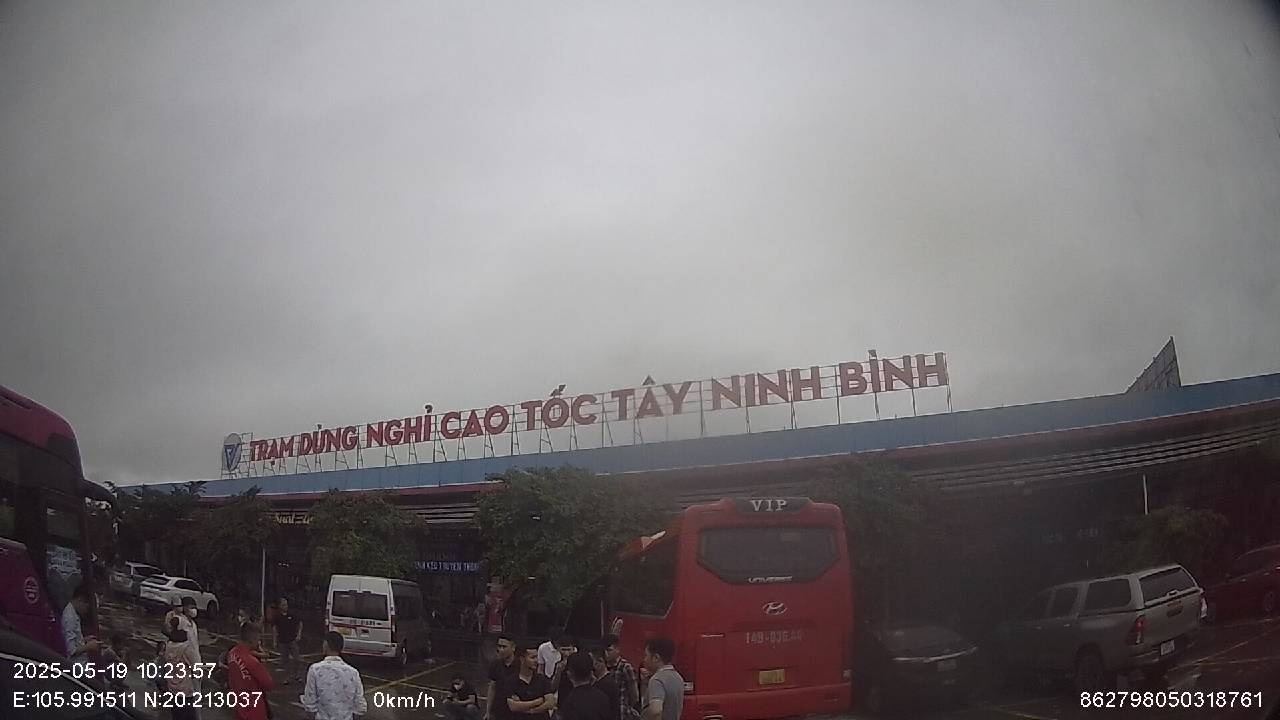 TRẠM DỪNG NGHỈ CAO TỐC TÂY NINH BÌNH
VIP
UNIVERSE
2025-05-19 10:23:57
E:105.991511 N:20.213037
0km/h
862798050318761